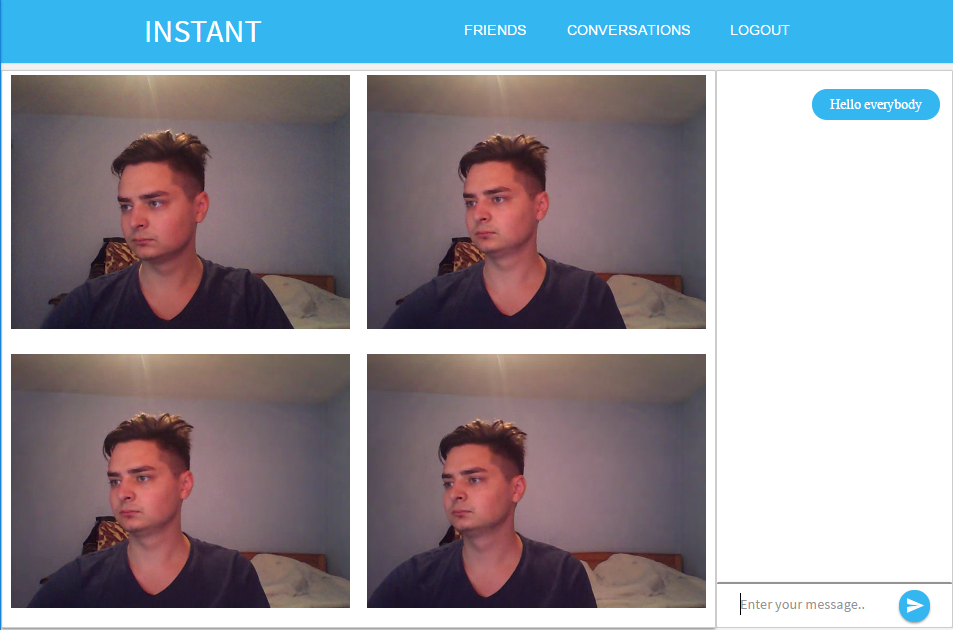 INSTANT
FRIENDS CONVERSATIONS LOGOUT
Hello everybody
Enter your message..